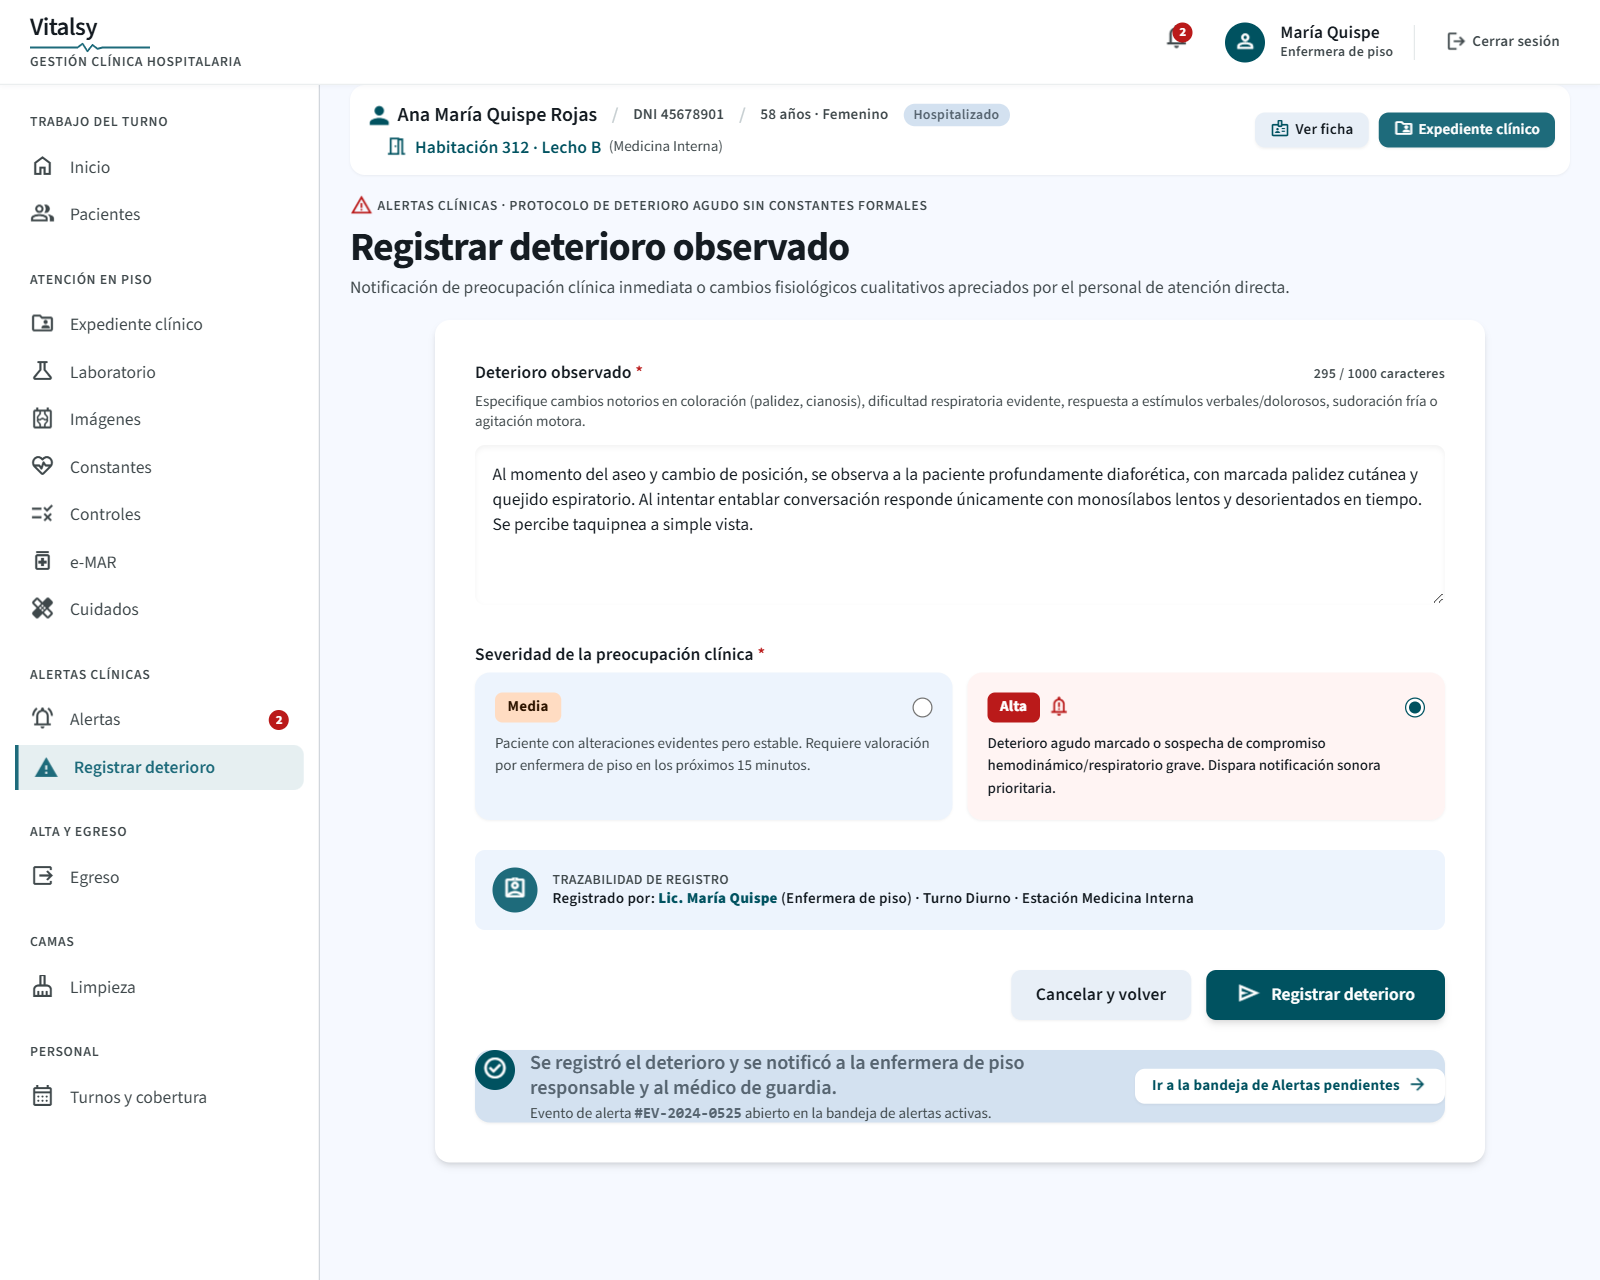 Vitalsy
GESTIÓN CLÍNICA HOSPITALARIA
2
María Quispe
Enfermera de piso
Cerrar sesión
TRABAJO DEL TURNO
Inicio
Pacientes
ATENCIÓN EN PISO
Expediente clínico
Laboratorio
Imágenes
Constantes
Controles
e-MAR
Cuidados
ALERTAS CLÍNICAS
Alertas
2
Registrar deterioro
ALTA Y EGRESO
Egreso
CAMAS
Limpieza
PERSONAL
Turnos y cobertura
Ana María Quispe Rojas / DNI 45678901 / 58 años · Femenino Hospitalizado
Habitación 312 · Lecho B (Medicina Interna)
Ver ficha
Expediente clínico
ALERTAS CLÍNICAS · PROTOCOLO DE DETERIORO AGUDO SIN CONSTANTES FORMALES
Registrar deterioro observado
Notificación de preocupación clínica inmediata o cambios fisiológicos cualitativos apreciados por el personal de atención directa.
Deterioro observado *
295 / 1000 caracteres
Especifique cambios notorios en coloración (palidez, cianosis), dificultad respiratoria evidente, respuesta a estímulos verbales/dolorosos, sudoración fría o
agitación motora.
Al momento del aseo y cambio de posición, se observa a la paciente profundamente diaforética, con marcada palidez cutánea y
quejido espiratorio. Al intentar entablar conversación responde únicamente con monosílabos lentos y desorientados en tiempo.
Se percibe taquipnea a simple vista.
Severidad de la preocupación clínica *
Media
Paciente con alteraciones evidentes pero estable. Requiere valoración
por enfermera de piso en los próximos 15 minutos.
Alta
Deterioro agudo marcado o sospecha de compromiso
hemodinámico/respiratorio grave. Dispara notificación sonora
prioritaria.
TRAZABILIDAD DE REGISTRO
Registrado por: Lic. María Quispe (Enfermera de piso) · Turno Diurno · Estación Medicina Interna
Cancelar y volver
Registrar deterioro
Se registró el deterioro y se notificó a la enfermera de piso
responsable y al médico de guardia.
Evento de alerta #EV-2024-0525 abierto en la bandeja de alertas activas.
Ir a la bandeja de Alertas pendientes